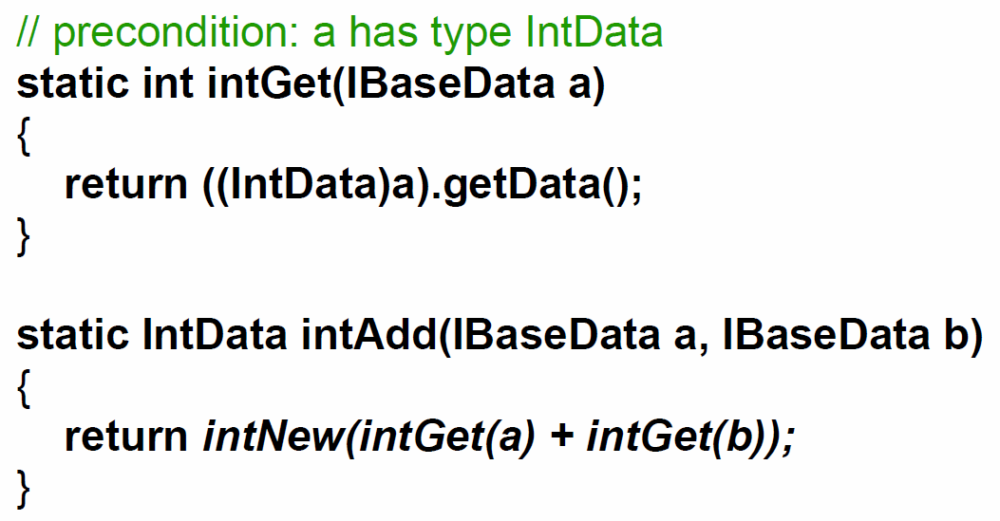 // precondition: a has type IntData
static int intGet(IBaseData a)
{
return ((IntData)a).getData();
}
static IntData intAdd(IBaseData a, IBaseData b)
{
return intNew(intGet(a) + intGet(b));
}